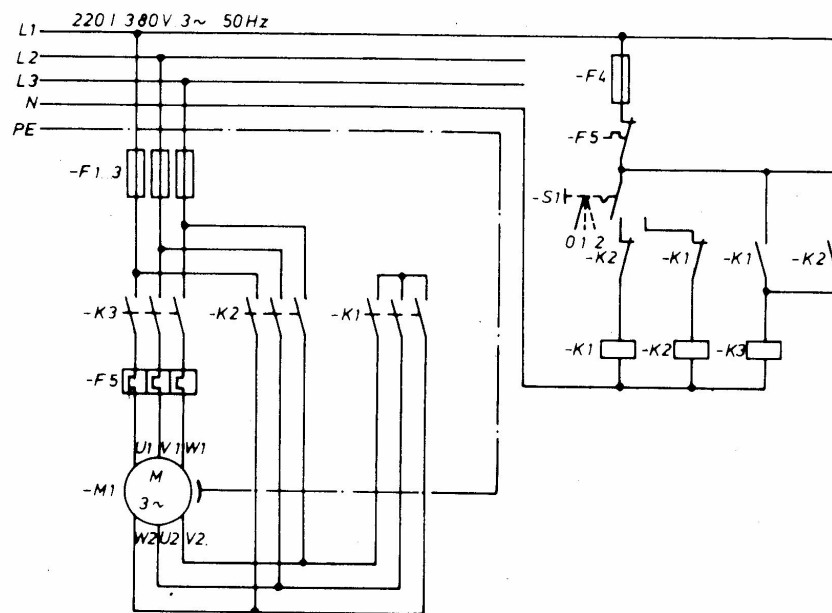 220 / 380V 3~ 50Hz
L1
L2
L3
N
PE
-F4
-F5
-F1...3
-S1
0 1 2
-K2
-K1
-K1
-K2
-K3
-K2
-K1
-K1
-K2
-K3
-F5
U1 V1 W1
-M1
M
3~
W2 U2 V2